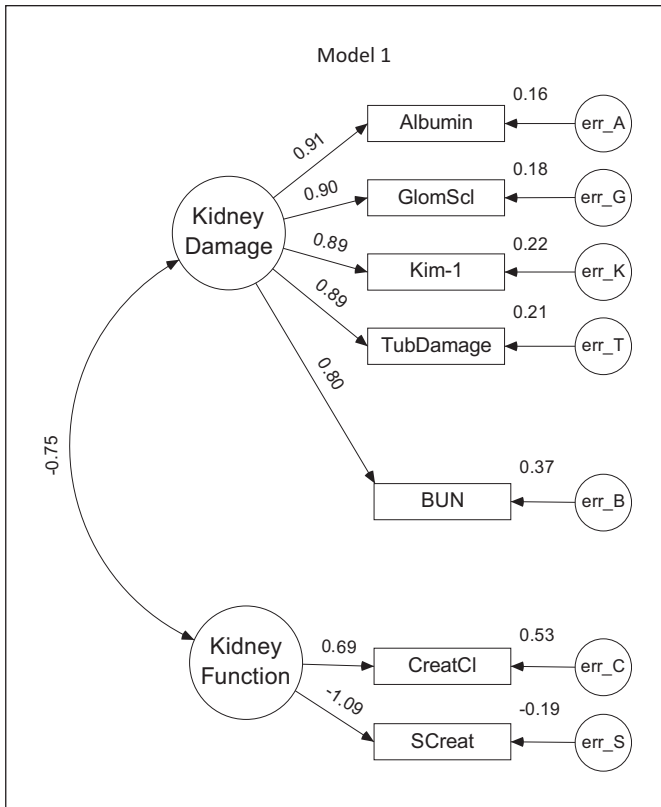 Model 1
0.16
Albumin
err_A
0.91
0.18
GlomScl
err_G
0.90
Kidney
Damage
0.22
Kim-1
err_K
0.89
0.21
TubDamage
err_T
0.89
0.80
-0.75
0.37
BUN
err_B
Kidney
Function
0.53
CreatCl
err_C
0.69
-0.19
SCreat
err_S
-1.09